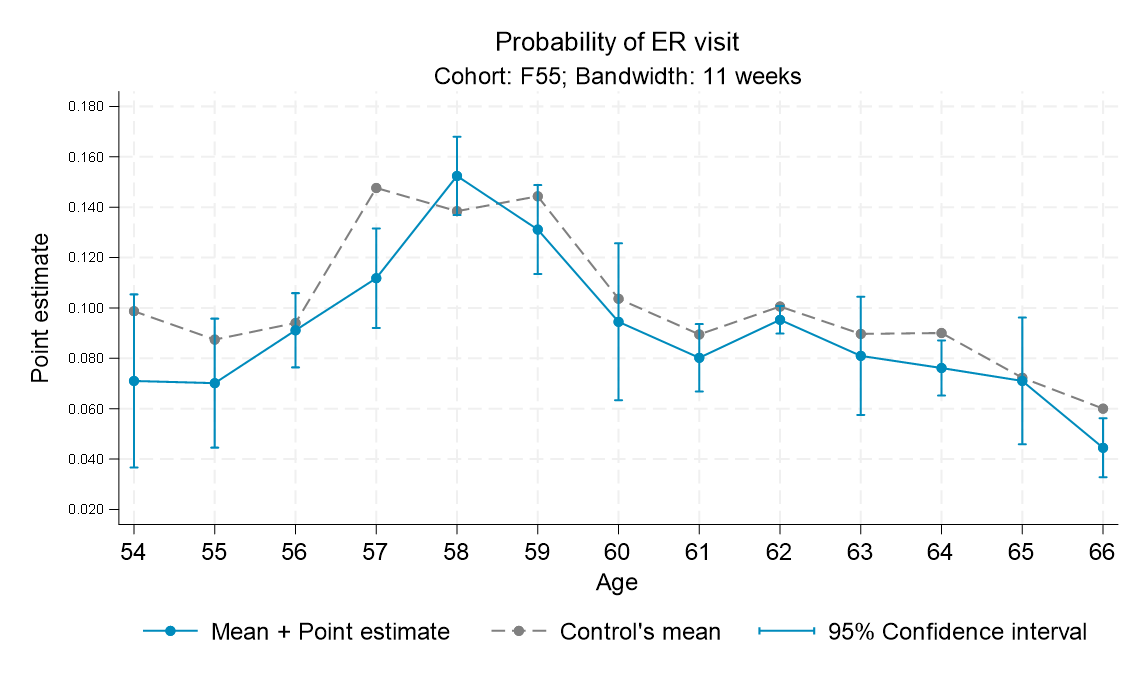 Probability of ER visit
Cohort: F55; Bandwidth: 11 weeks
Point estimate
0.180
0.160
0.140
0.120
0.100
0.080
0.060
0.040
0.020
54 55 56 57 58 59 60 61 62 63 64 65 66
Age
Mean + Point estimate Control's mean 95% Confidence interval